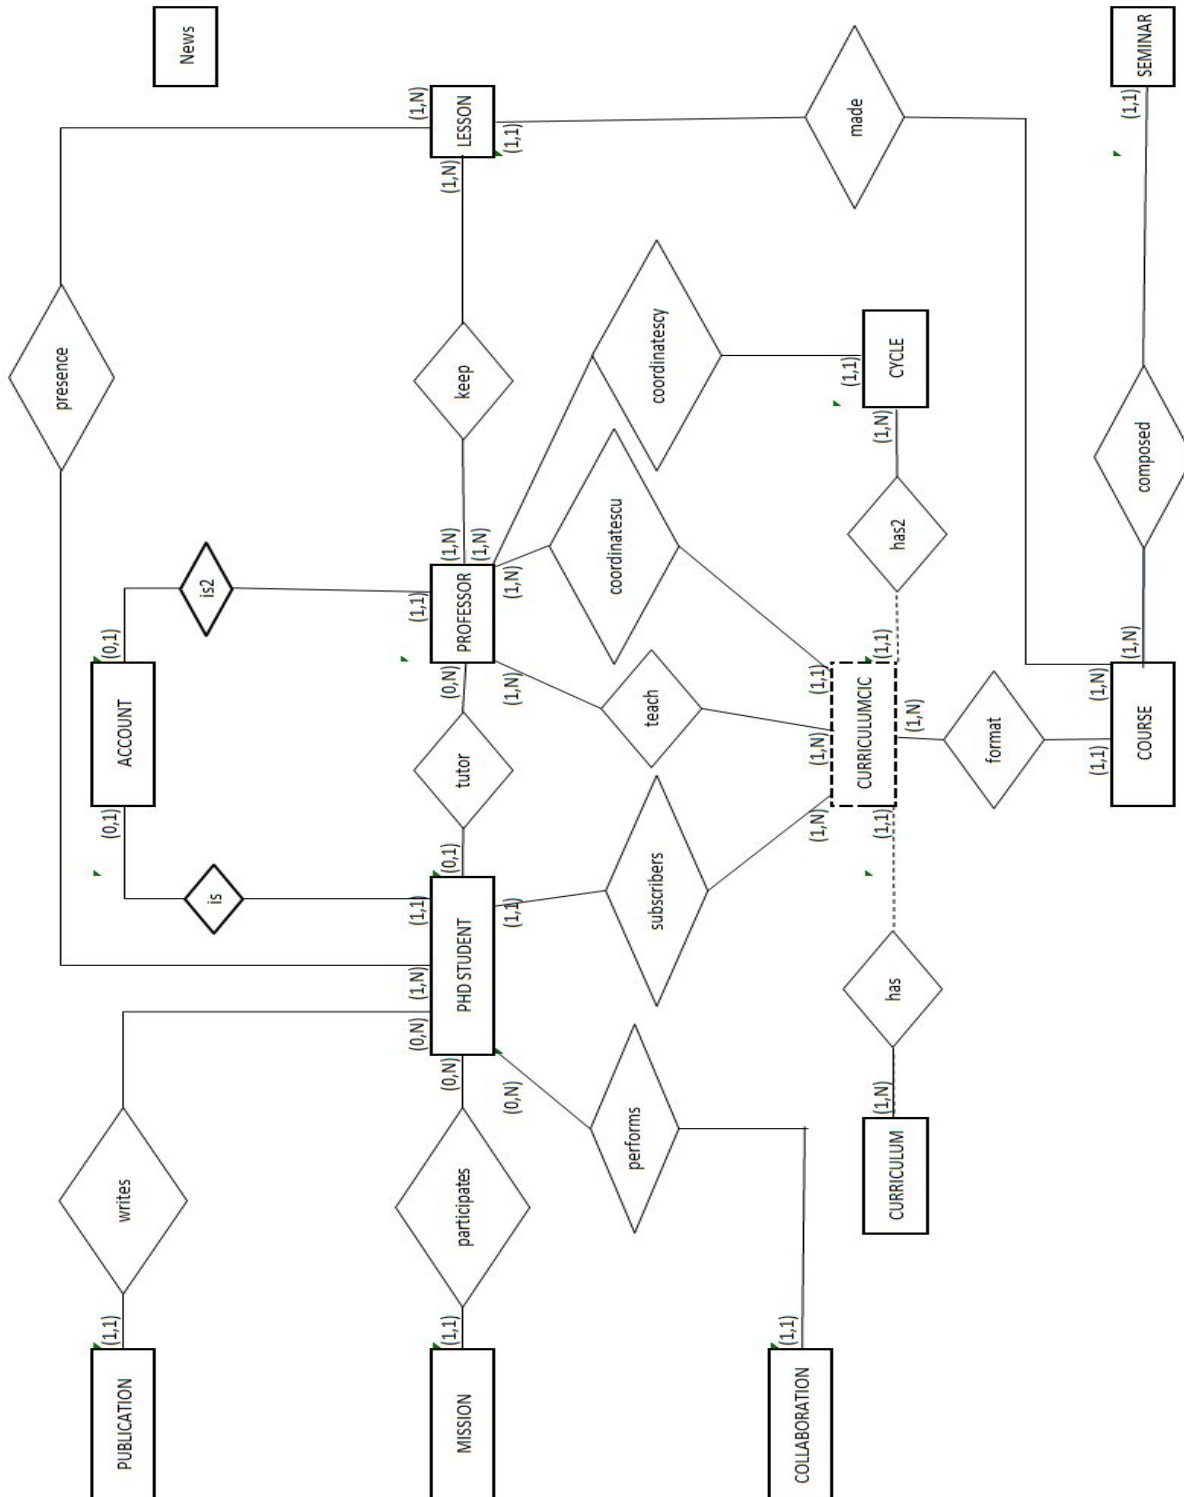 presence
(1,1)
(0,1)
(0,1)
PUBLICATION
writes
ACCOUNT
is
is2
News
(0,N)
(1,N)
(1,1)
(1,1)
(1,N)
(1,1)
(0,N)
(0,1)
(0,N)
(1,N)
(1,N)
MISSION
participates
PHD STUDENT
tutor
PROFESSOR
keep
LESSON
(1,N)
(0,N)
(1,1)
(1,N)
(1,N)
(1,1)
performs
subscribers
teach
coordinatescu
coordinatescy
(1,1)
COLLABORATION
(1,N)
(1,N)
(1,1)
(1,1)
made
(1,N)
(1,1)
(1,1)
(1,N)
CURRICULUM
has
CURRICULUMCIC
has2
CYCLE
(1,N)
format
(1,1)
(1,N)
(1,N)
(1,1)
COURSE
composed
SEMINAR